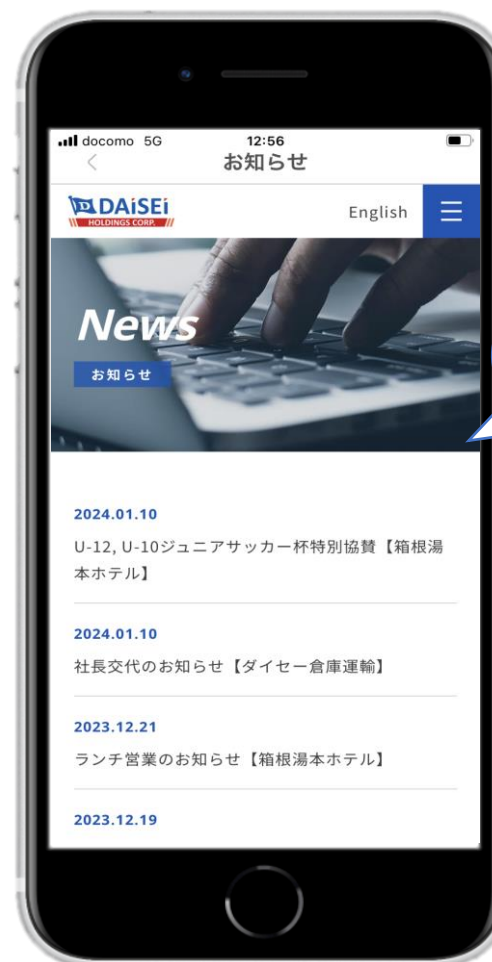 docomo 5G 12:56
お知らせ
DAiSEi
HOLDINGS CORP.
English
News
お知らせ
2024.01.10
U-12, U-10ジュニアサッカー杯特別協賛【箱根湯
本ホテル】
2024.01.10
社長交代のお知らせ【ダイセー倉庫運輸】
2023.12.21
ランチ営業のお知らせ【箱根湯本ホテル】
2023.12.19